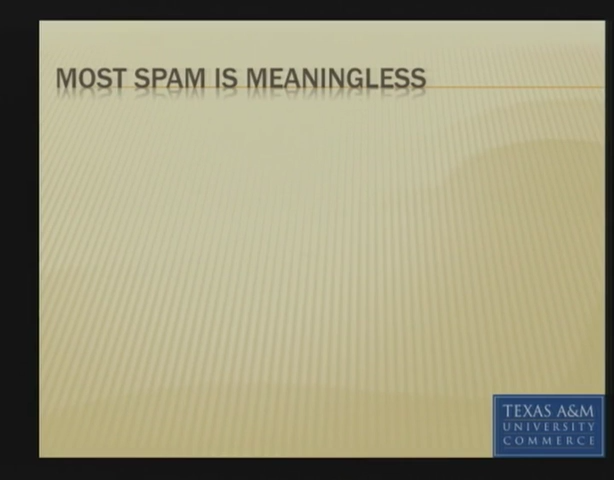 MOST SPAM IS MEANINGLESS
TEXAS A&M
UNIVERSITY
COMMERCE